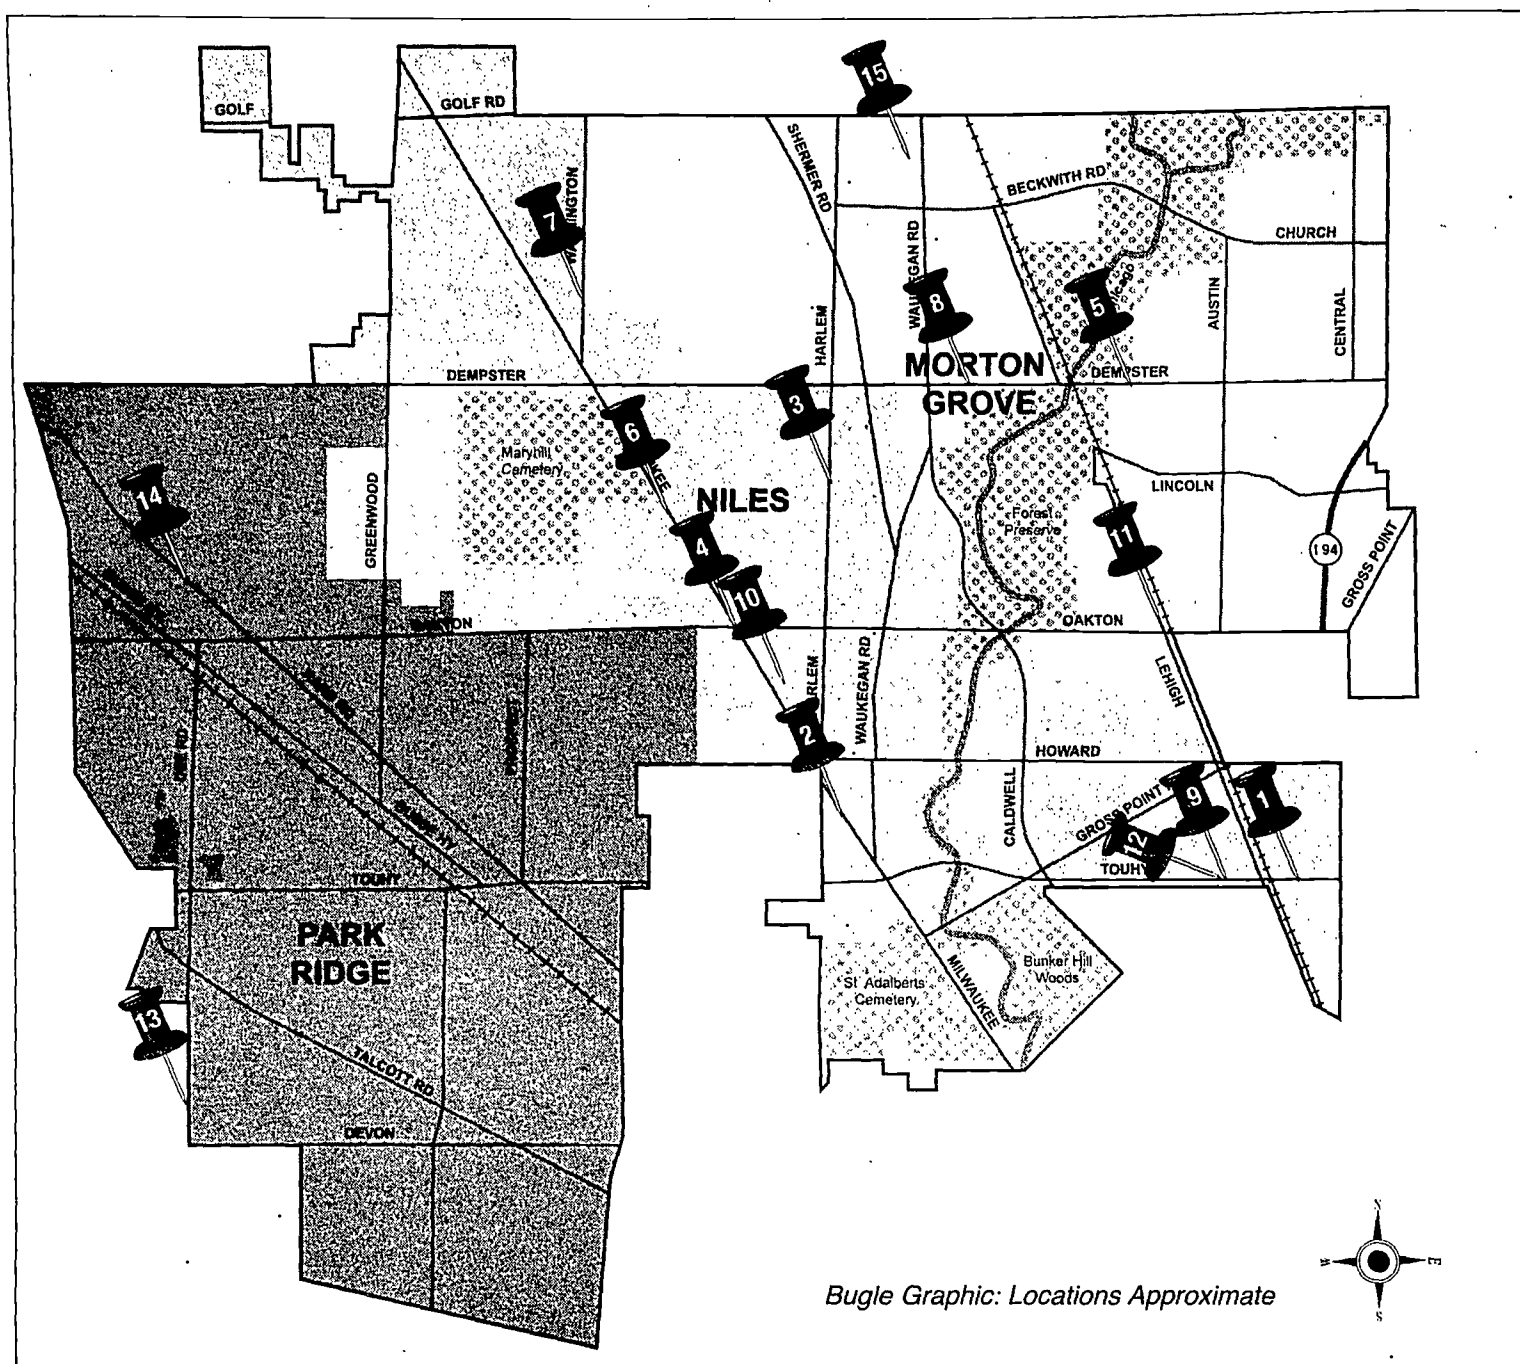 15
GOLF
GOLF RD
SHERMER RD
BECKWITH RD
7
CHURCH
WAUKEGAN RD
8
5
AUSTIN
CENTRAL
HARLEM
MORTON
GROVE
DEMPSTER
DEMPSTER
3
6
Maryhill
Cemetery
NILES
LINCOLN
14
GREENWOOD
Forest
Preserve
4
11
194
GROSS POINT
10
OAKTON
LEHIGH
WAUKEGAN RD
2
HOWARD
CALDWELL
GROSS POINT
9
1
12
TOUHY
TOUHY
PARK
RIDGE
MILWAUKEE
Bunker Hill
Woods
St Adalberts
Cemetery
13
TALCOTT RD
DEVON
S
W
E
S
Bugle Graphic: Locations Approximate